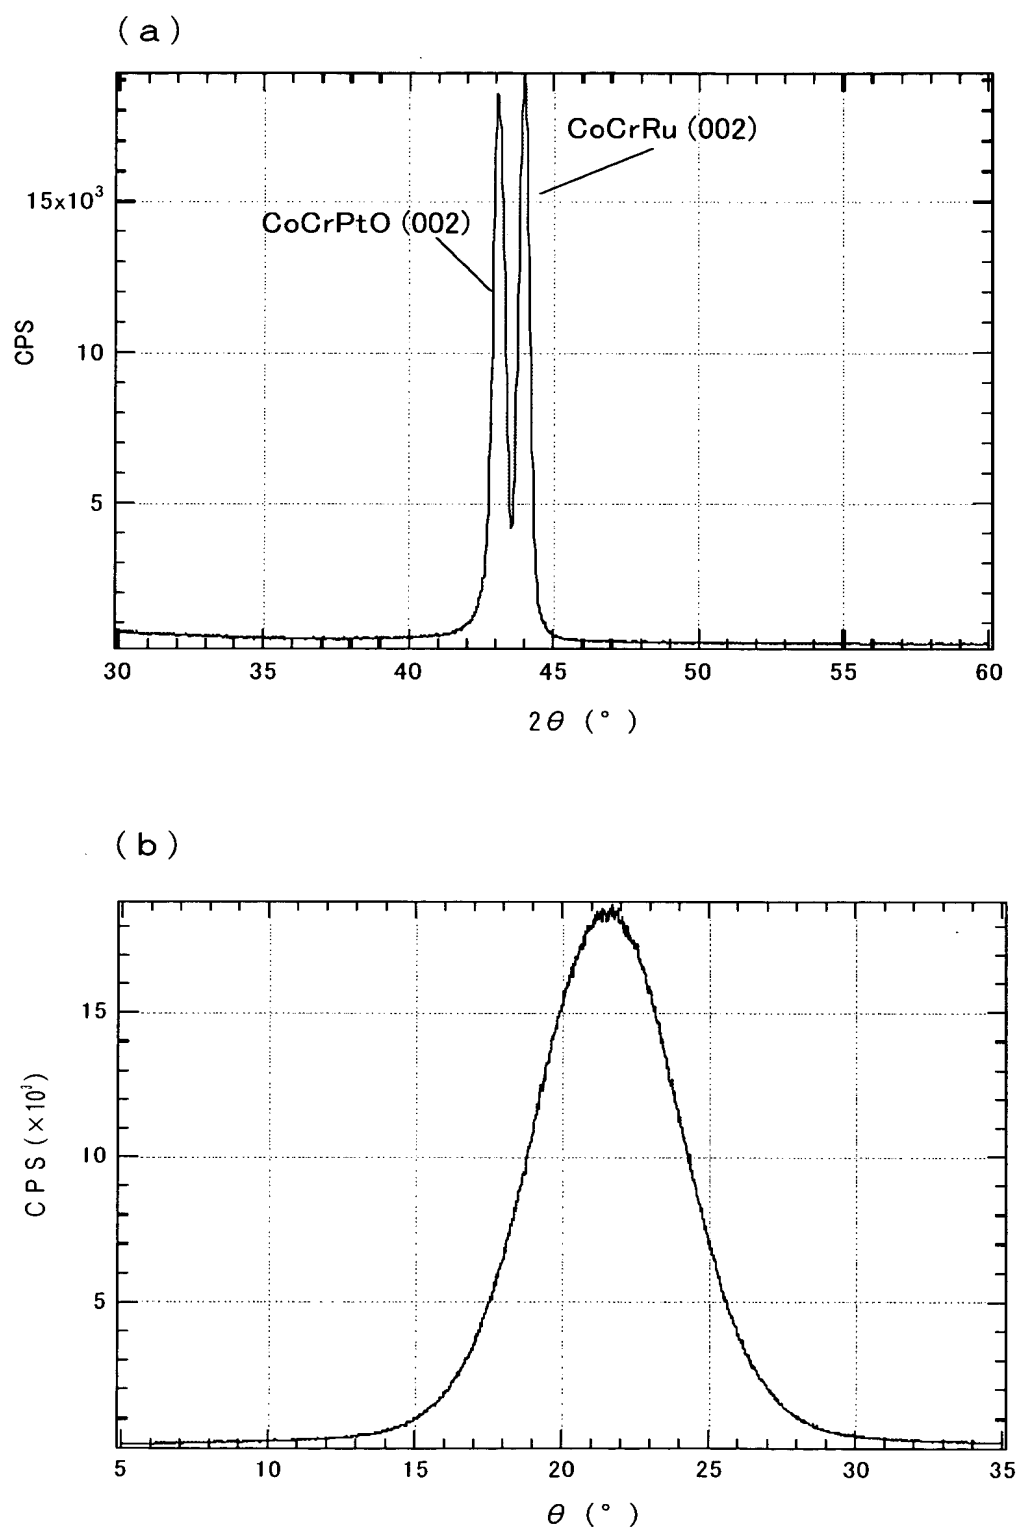 (a)
CoCrRu (002)
15x10³
CoCrPtO (002)
CPS
10
5
30 35 40 45 50 55 60
2θ (°)
(b)
15
CPS (×10³)
10
5
5 10 15 20 25 30 35
θ (°)